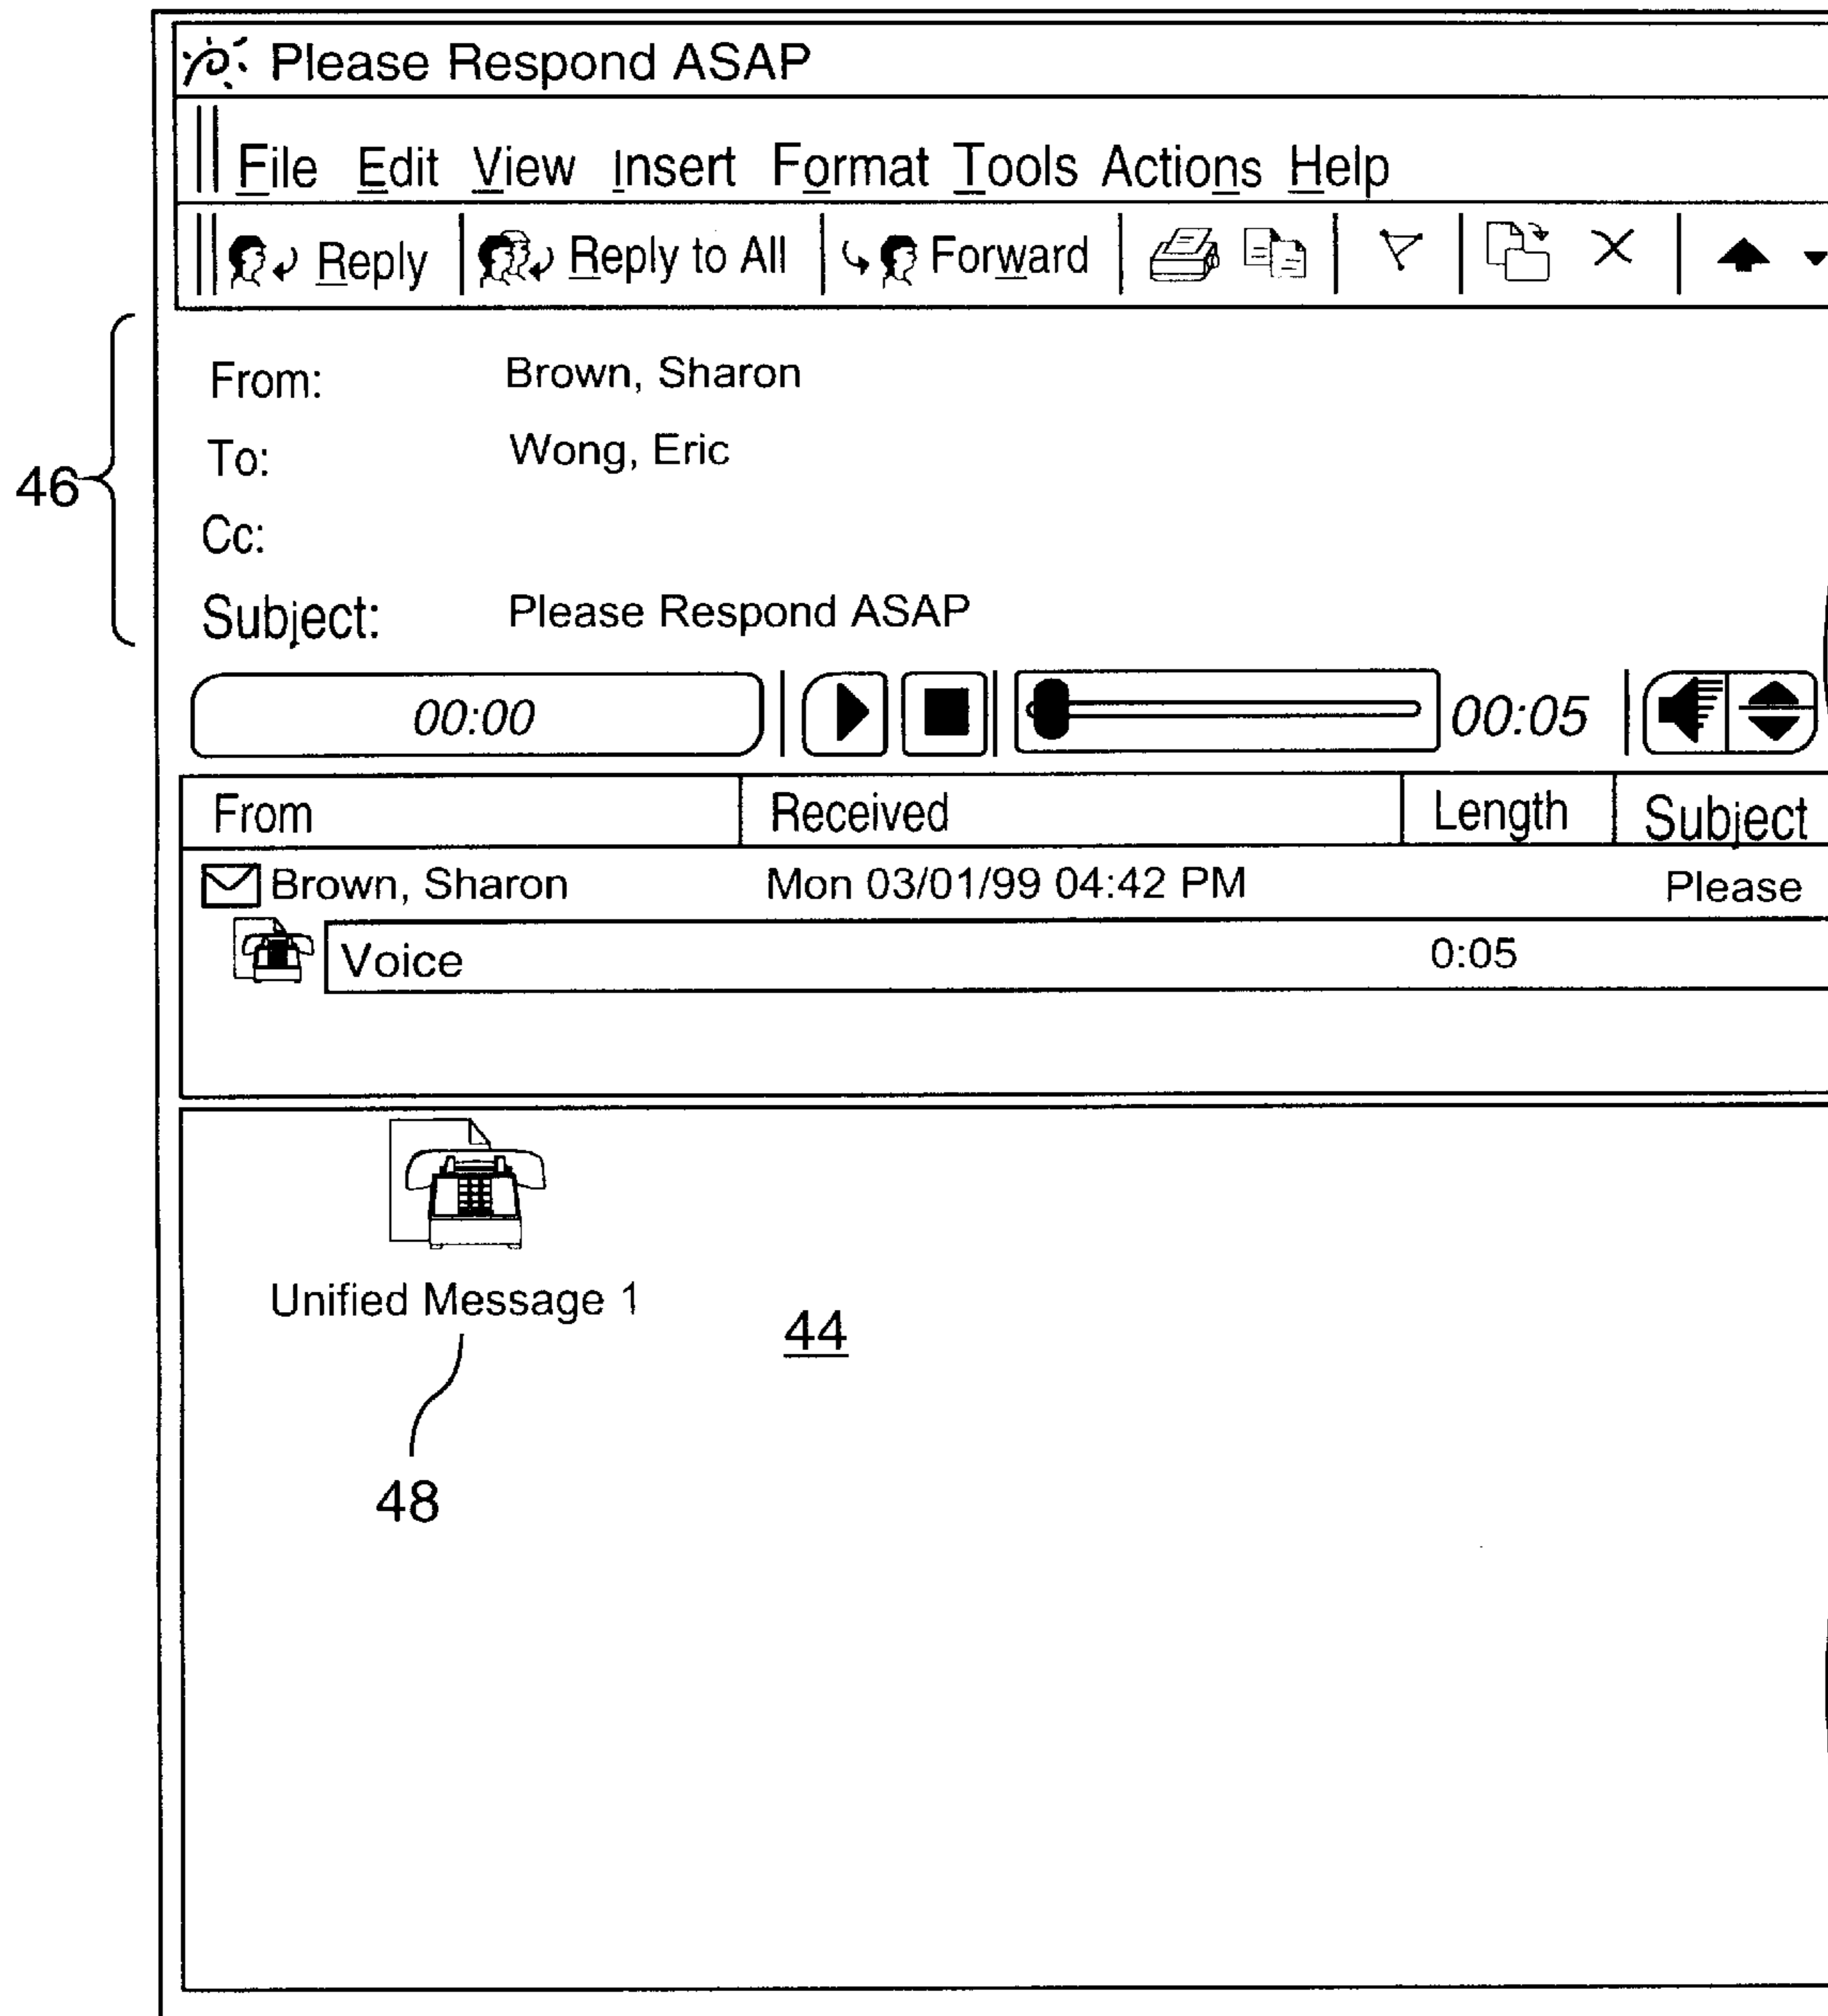 Please Respond ASAP
File Edit View Insert Format Tools Actions Help
Reply Reply to All Forward
From: Brown, Sharon
To: Wong, Eric
46
Cc:
Subject: Please Respond ASAP
00:00 00:05
From Received Length Subject
Brown, Sharon Mon 03/01/99 04:42 PM Please
Voice 0:05
Unified Message 1
44
48